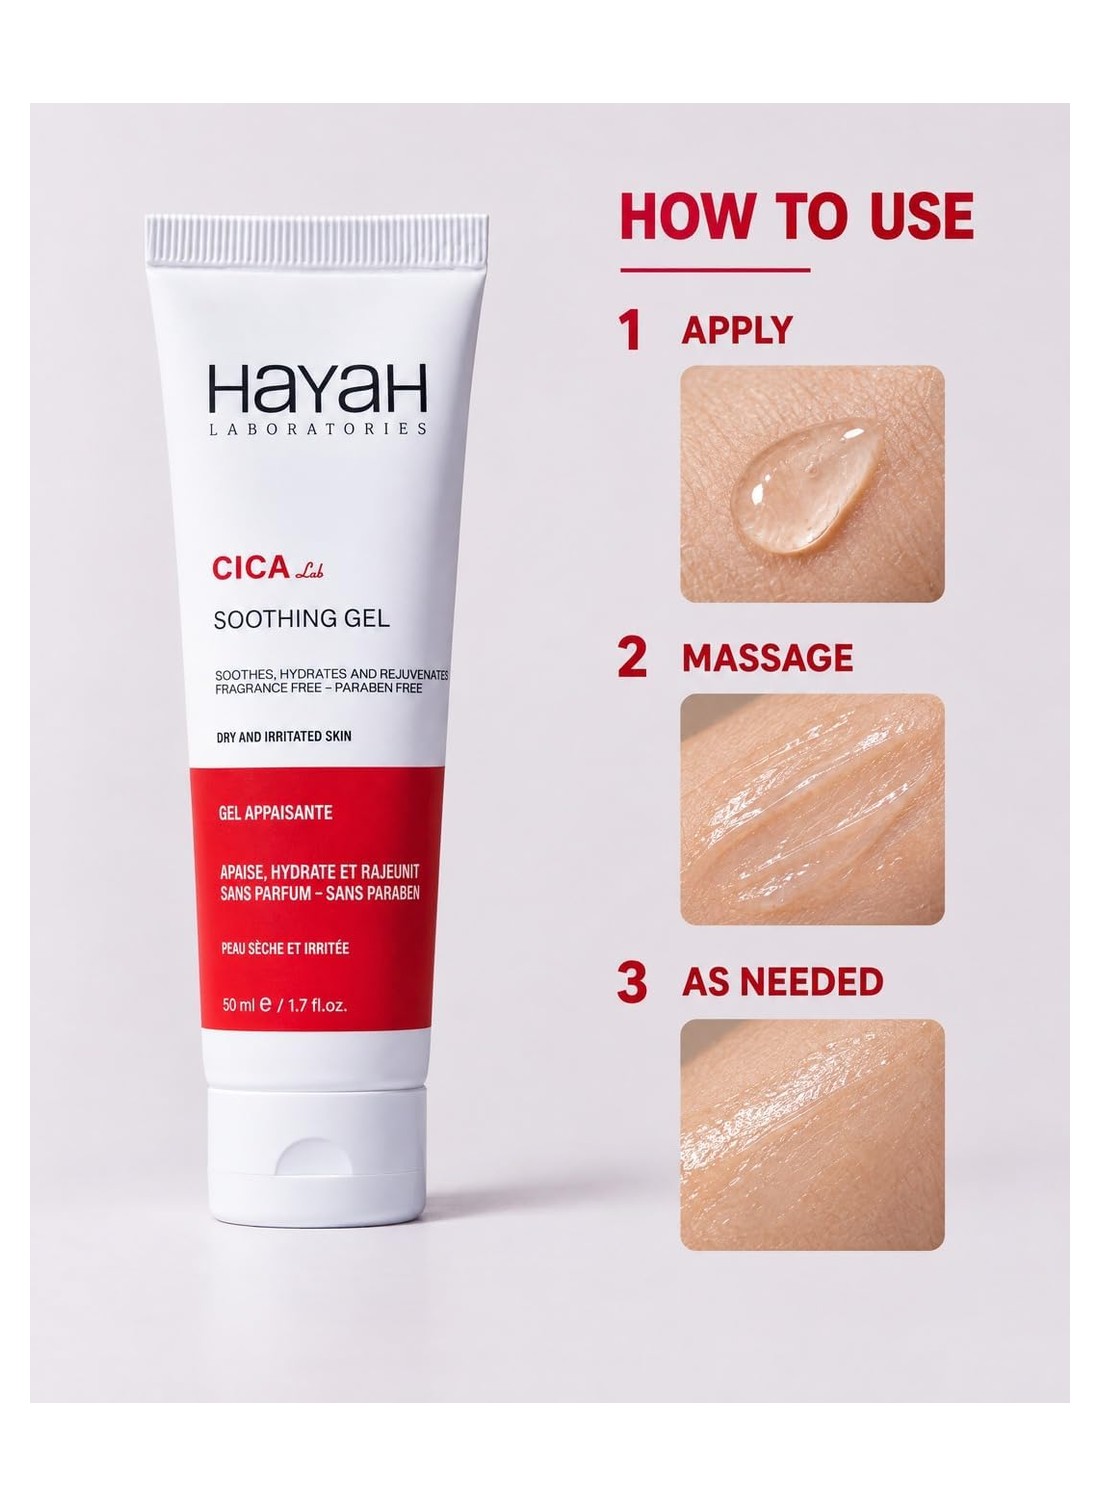 HaYaH
LABORATORIES
CICA Lab
SOOTHING GEL
SOOTHES, HYDRATES AND REJUVENATES
FRAGRANCE FREE – PARABEN FREE
DRY AND IRRITATED SKIN
GEL APPAISANTE
APAISE, HYDRATE ET RAJEUNIT
SANS PARFUM – SANS PARABEN
PEAU SÈCHE ET IRRITÉE
50 ml e / 1.7 fl.oz.
HOW TO USE
1 APPLY
2 MASSAGE
3 AS NEEDED